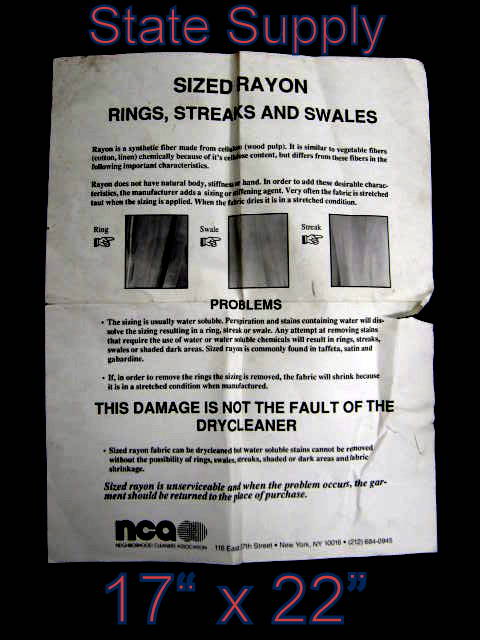 State Supply
SIZED RAYON
RINGS, STREAKS AND SWALES
Rayon is a synthetic fiber made from cellulose (wood pulp). It is similar to vegetable fibers
(cotton, linen) chemically because of it's cellulose content, but differs from these fibers in the
following important characteristics.
Rayon does not have natural body, stiffness or hand. In order to add these desirable charac-
teristics, the manufacturer adds a sizing or stiffening agent. Very often the fabric is stretched
taut when the sizing is applied. When the fabric dries it is in a stretched condition.
Ring Swale Streak
PROBLEMS
• The sizing is usually water soluble. Perspiration and stains containing water will dis-
solve the sizing resulting in a ring, streak or swale. Any attempt at removing stains
that require the use of water or water soluble chemicals will result in rings, streaks,
swales or shaded dark areas. Sized rayon is commonly found in taffeta, satin and
gabardine.
• If, in order to remove the rings the sizing is removed, the fabric will shrink because
it is in a stretched condition when manufactured.
THIS DAMAGE IS NOT THE FAULT OF THE
DRYCLEANER
• Sized rayon fabric can be drycleaned but water soluble stains cannot be removed
without the possibility of rings, swales, streaks, shaded or dark areas and/or fabric
shrinkage.
Sized rayon is unserviceable and when the problem occurs, the gar-
ment should be returned to the place of purchase.
nca
NEIGHBORHOOD CLEANERS ASSOCIATION 116 East 27th Street • New York, NY 10016 • (212) 684-0945
17“ x 22”